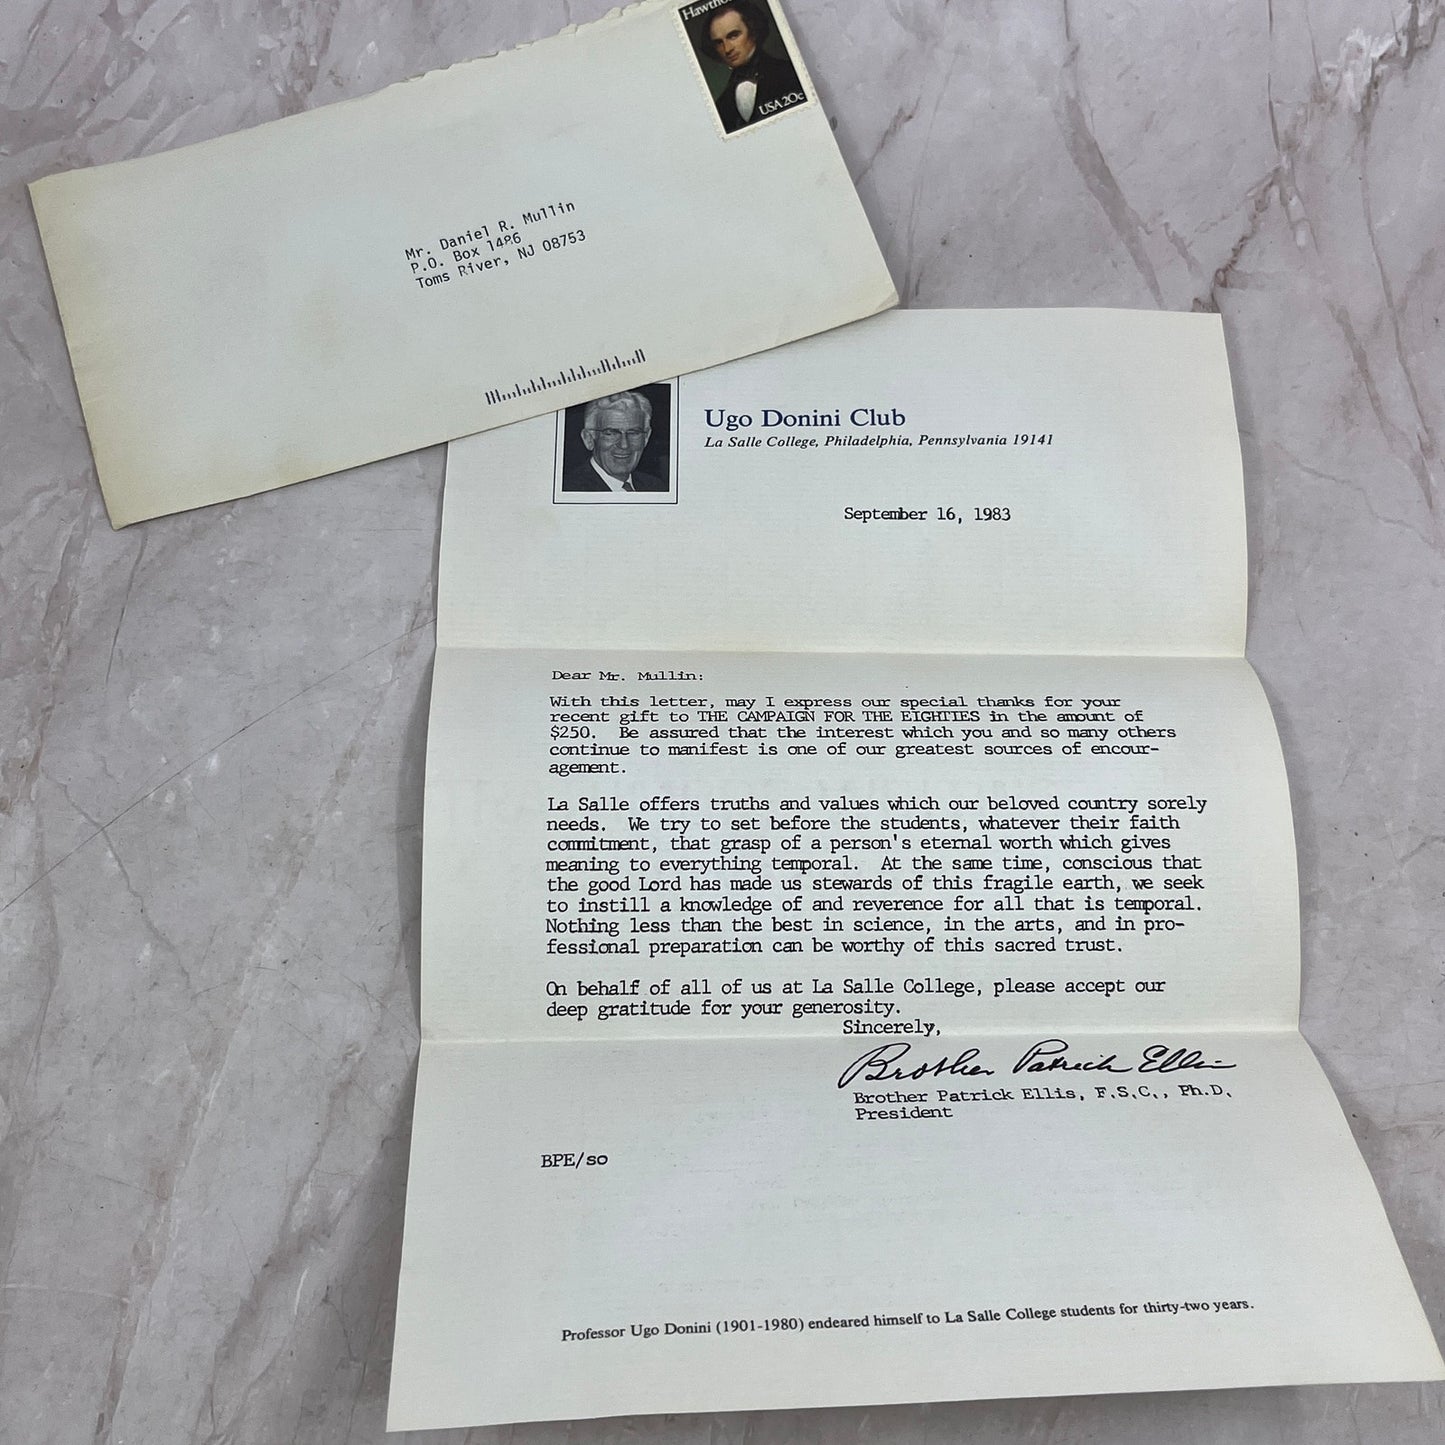 USA 20c
Mr. Daniel R. Mullin
P.O. Box 1486
Toms River, NJ 08753
Ugo Donini Club
La Salle College, Philadelphia, Pennsylvania 19141
September 16, 1983
Dear Mr. Mullin:
With this letter, may I express our special thanks for your
recent gift to THE CAMPAIGN FOR THE EIGHTIES in the amount of
$250. Be assured that the interest which you and so many others
continue to manifest is one of our greatest sources of encour-
agement.
La Salle offers truths and values which our beloved country sorely
needs. We try to set before the students, whatever their faith
commitment, that grasp of a person's eternal worth which gives
meaning to everything temporal. At the same time, conscious that
the good Lord has made us stewards of this fragile earth, we seek
to instill a knowledge of and reverence for all that is temporal.
Nothing less than the best in science, in the arts, and in pro-
fessional preparation can be worthy of this sacred trust.
On behalf of all of us at La Salle College, please accept our
deep gratitude for your generosity.
Sincerely,
Brother Patrick Ellis
Brother Patrick Ellis, F.S.C., Ph.D.
President
BPE/so
Professor Ugo Donini (1901-1980) endeared himself to La Salle College students for thirty-two years.